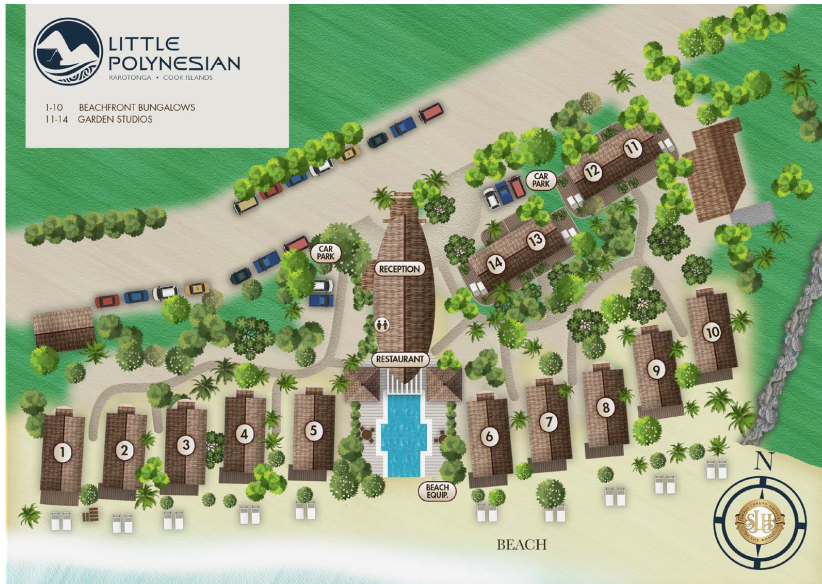 LITTLE
POLYNESIAN
RAROTONGA • COOK ISLANDS
1-10 BEACHFRONT BUNGALOWS
11-14 GARDEN STUDIOS
11
12
CAR
PARK
13
14
CAR
PARK
RECEPTION
RESTAURANT
10
9
8
7
6
5
4
3
2
1
BEACH
EQUIP.
BEACH
N